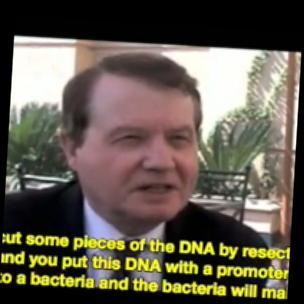 cut some pieces of the DNA by resect
and you put this DNA with a promoter
to a bacteria and the bacteria will ma